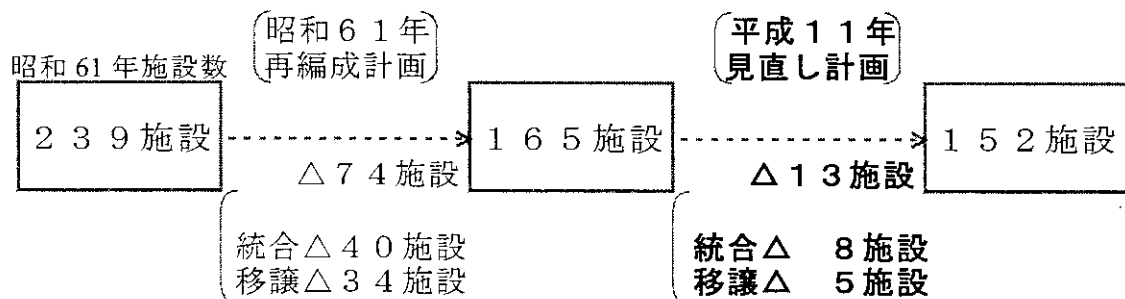 昭和61年施設数
昭和６１年
再編成計画
平成１１年
見直し計画
２３９施設
１６５施設
１５２施設
△７４施設
△１３施設
統合△４０施設
移譲△３４施設
統合△　８施設
移譲△　５施設